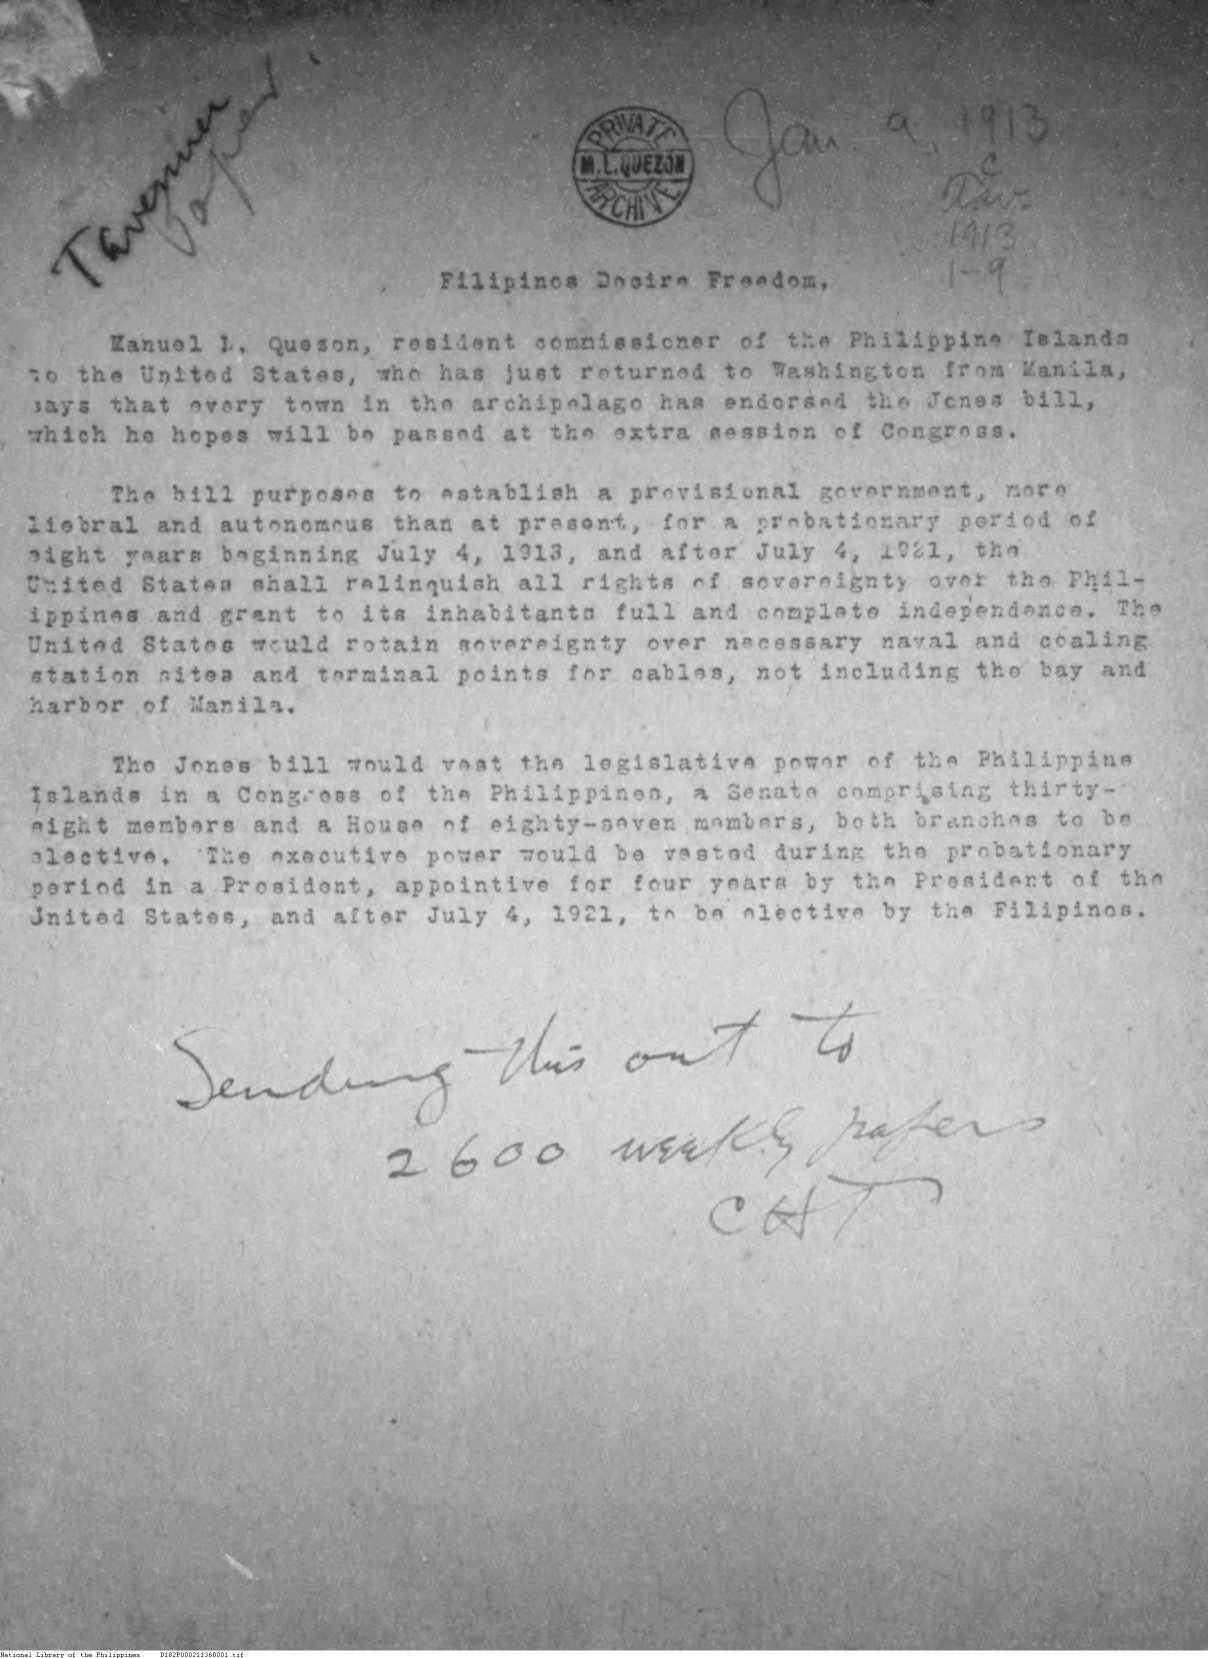 Tavenner
Paper
PRIVATE
M.L.QUEZON
ARCHIVE
Jan. 9, 1913
C
Tavs
1913
1-9
Filipinos Desire Freedom.
Manuel L. Queson, resident commissioner of the Philippine Islands
to the United States, who has just returned to Washington from Manila,
says that every town in the archipelago has endorsed the Jones bill,
which he hopes will be passed at the extra session of Congress.
The bill purposes to establish a provisional government, more
liebral and autonomous than at present, for a probationary period of
eight years beginning July 4, 1913, and after July 4, 1921, the
United States shall relinquish all rights of sovereignty over the Phil-
ippines and grant to its inhabitants full and complete independence. The
United States would retain sovereignty over necessary naval and coaling
station sites and terminal points for cables, not including the bay and
harbor of Manila.
The Jones bill would vest the legislative power of the Philippine
Islands in a Congress of the Philippines, a Senate comprising thirty-
eight members and a House of eighty-seven members, both branches to be
elective. The executive power would be vested during the probationary
period in a President, appointive for four years by the President of the
United States, and after July 4, 1921, to be elective by the Filipinos.
Sending this out to
2600 weekly papers
CHT
National Library of the Philippines D182P000211360001.tif